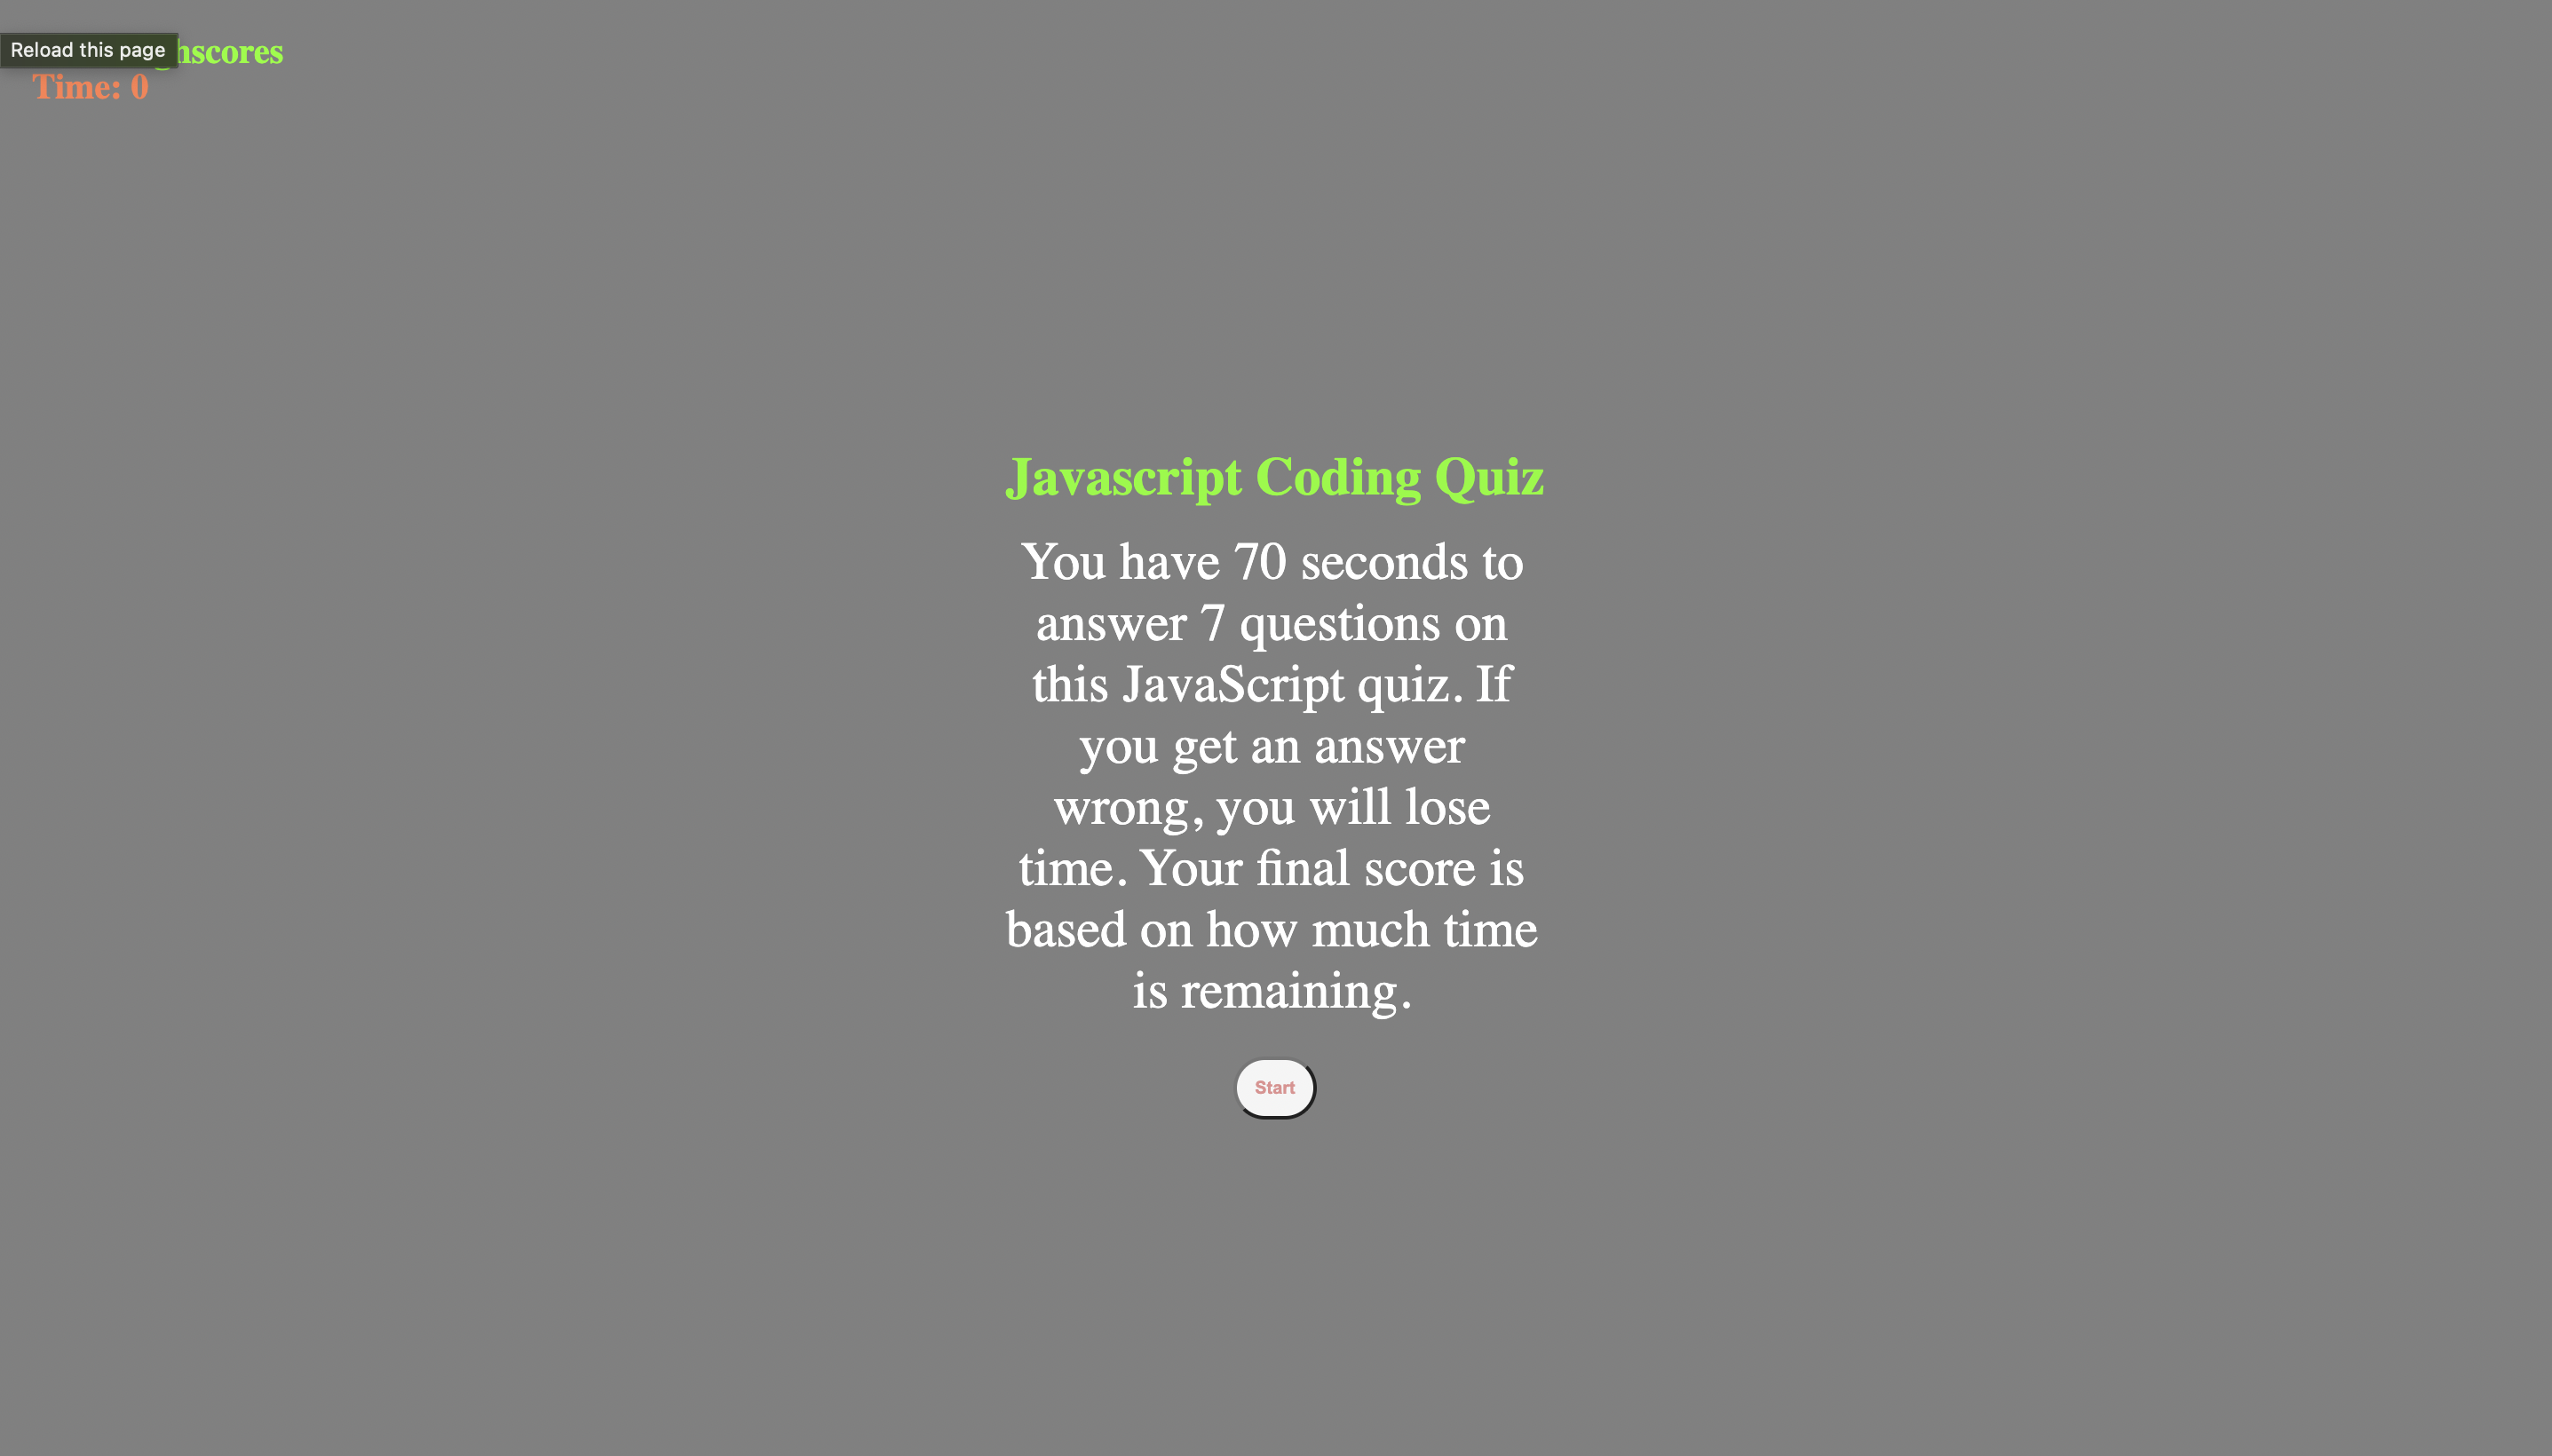 Reload this page
Time: 0
Javascript Coding Quiz
You have 70 seconds to
answer 7 questions on
this JavaScript quiz. If
you get an answer
wrong, you will lose
time. Your final score is
based on how much time
is remaining.
Start